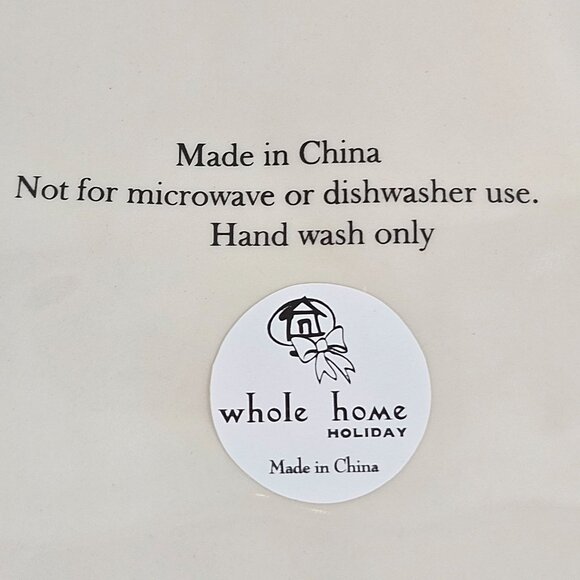 Made in China
Not for microwave or dishwasher use.
Hand wash only
whole home
HOLIDAY
Made in China